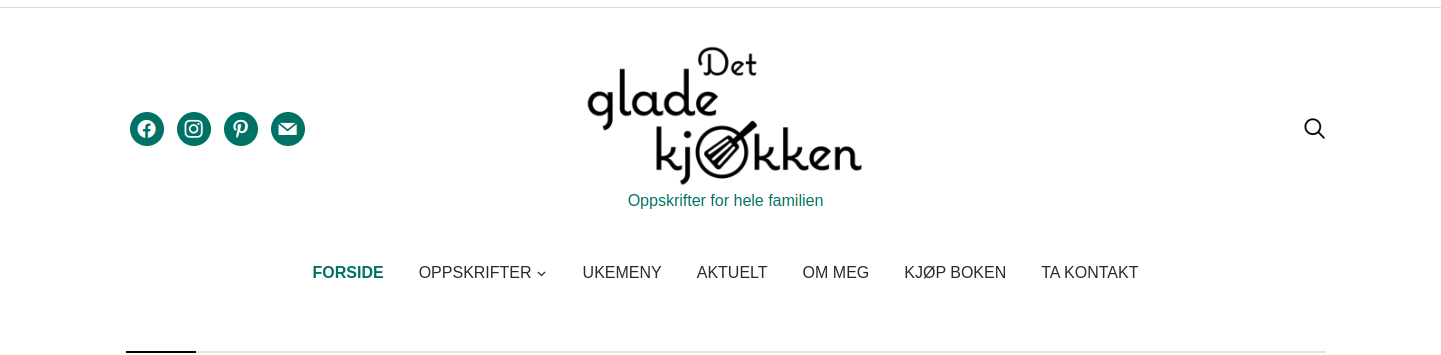 Det
glade
kjøkken
Oppskrifter for hele familien
FORSIDE OPPSKRIFTER UKEMENY AKTUELT OM MEG KJØP BOKEN TA KONTAKT